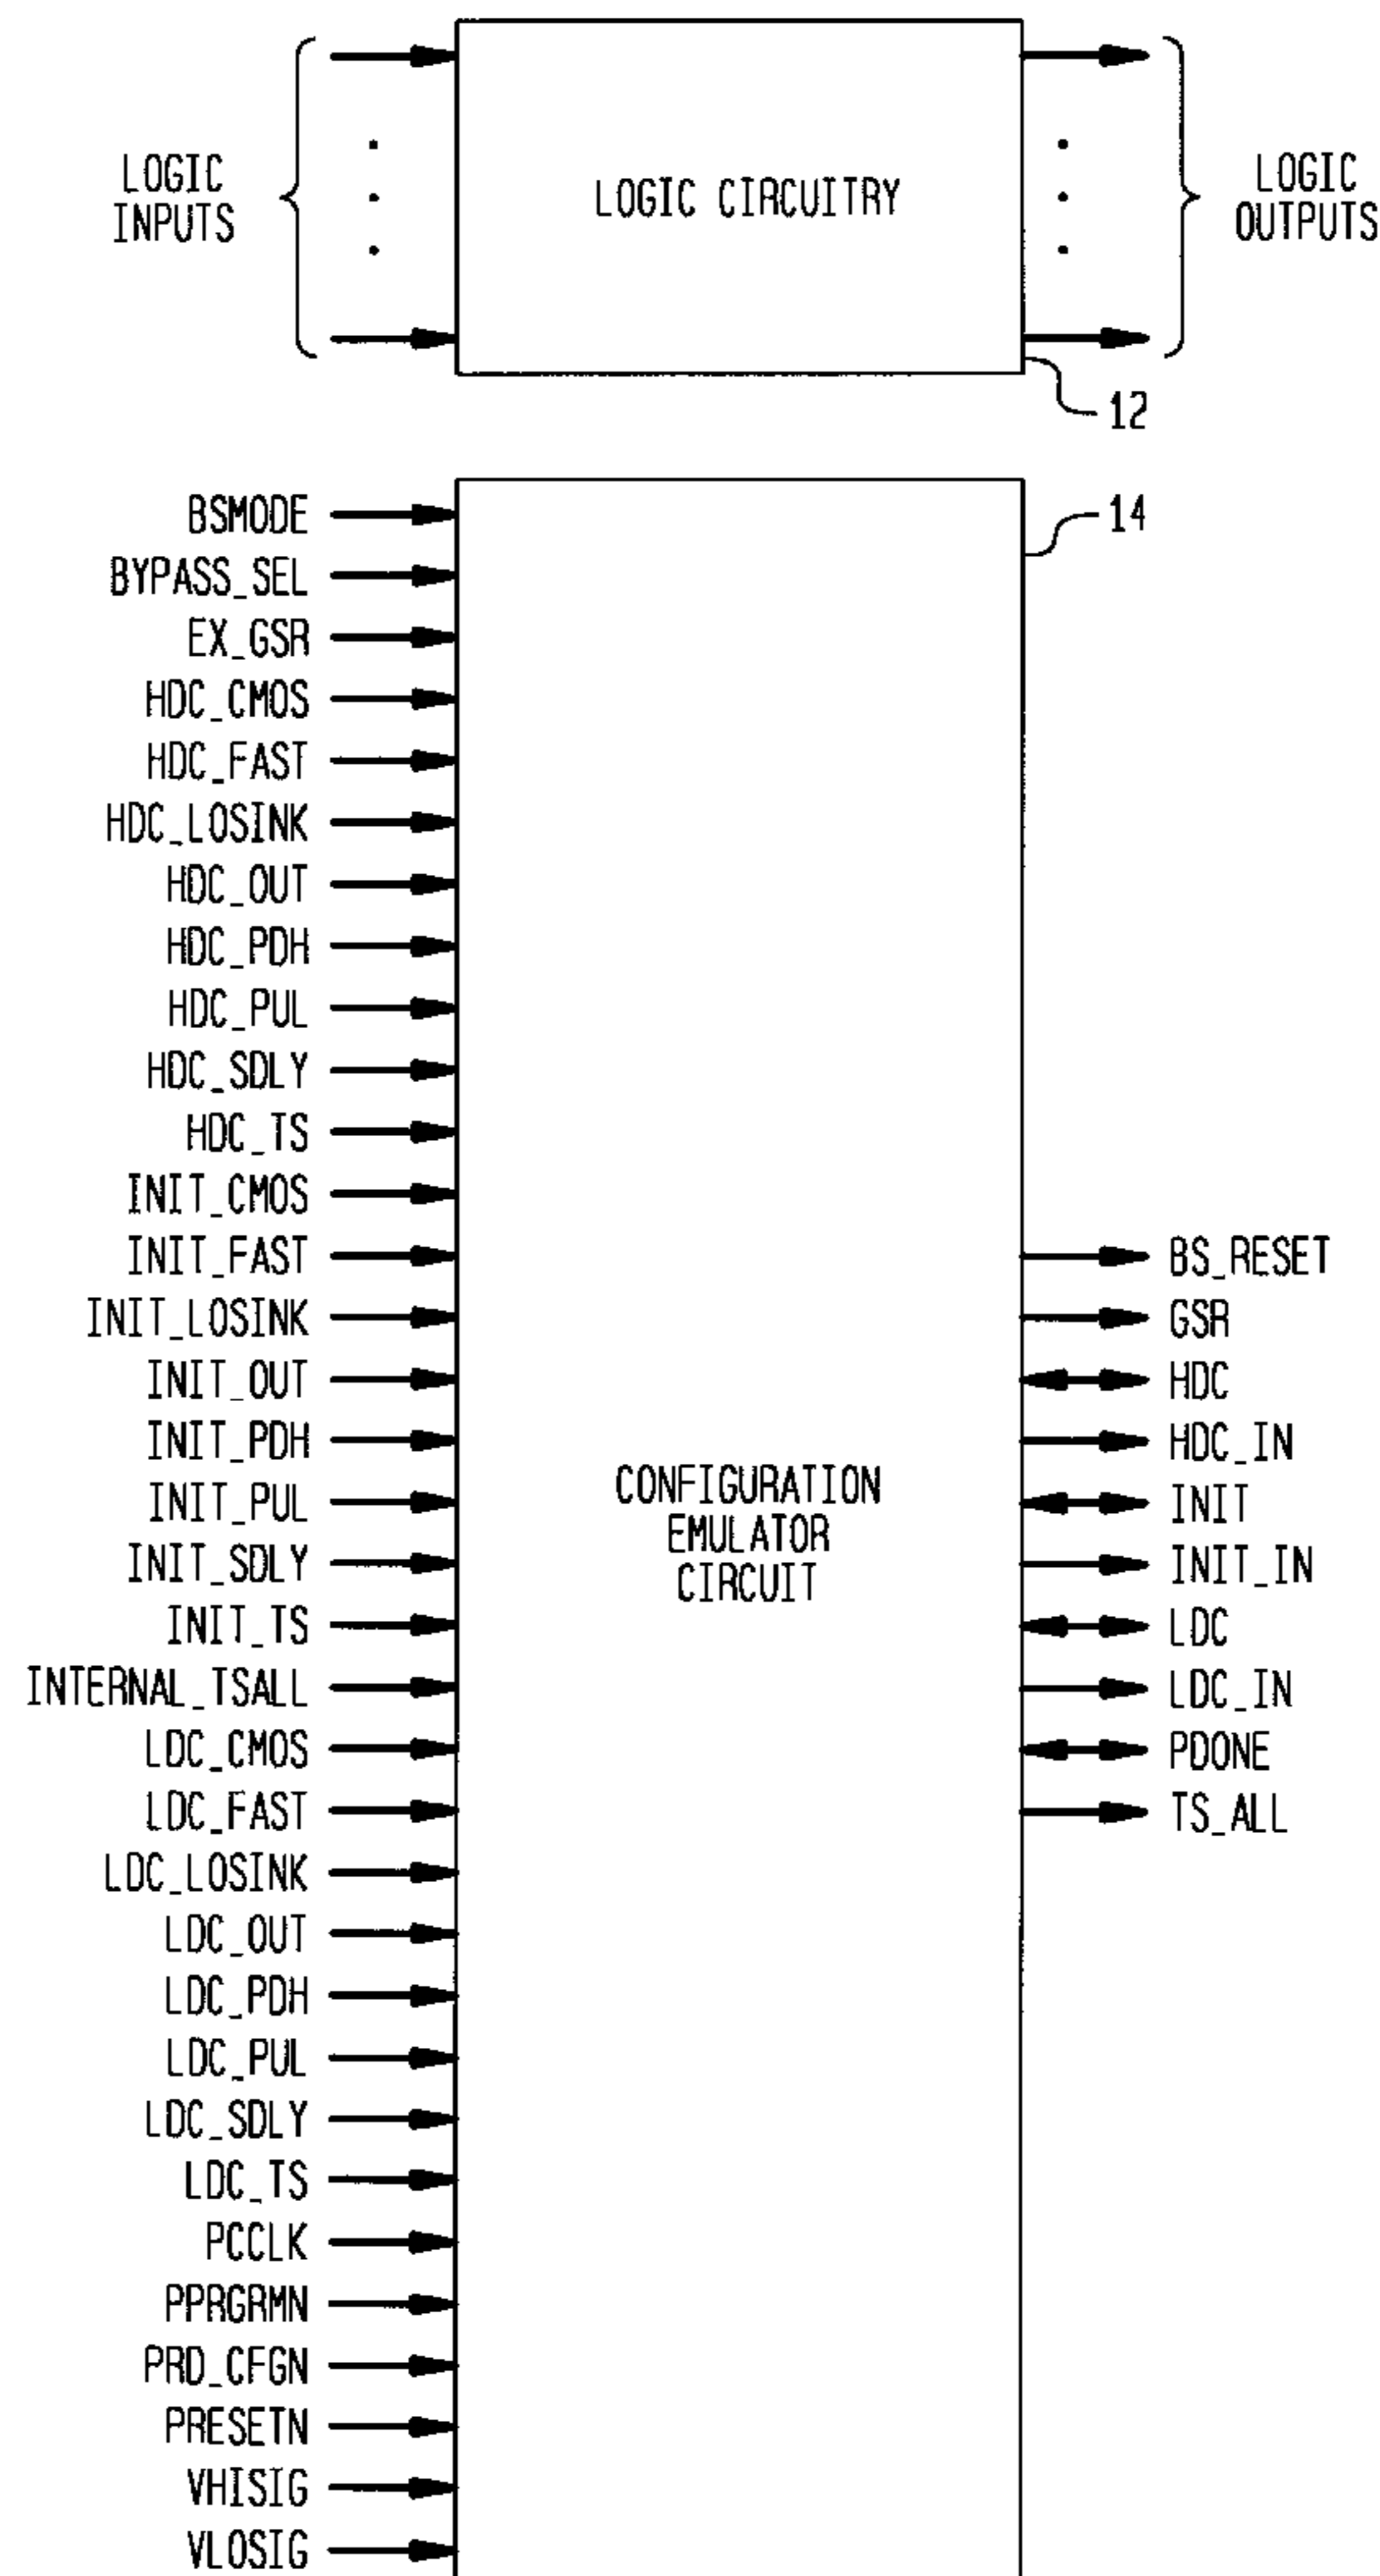 LOGIC
INPUTS
LOGIC CIRCUITRY
LOGIC
OUTPUTS
12
14
BSMODE
BYPASS_SEL
EX_GSR
HDC_CMOS
HDC_FAST
HDC_LOSINK
HDC_OUT
HDC_PDH
HDC_PUL
HDC_SDLY
HDC_TS
INIT_CMOS
INIT_FAST
INIT_LOSINK
INIT_OUT
INIT_PDH
INIT_PUL
INIT_SDLY
INIT_TS
INTERNAL_TSALL
LDC_CMOS
LDC_FAST
LDC_LOSINK
LDC_OUT
LDC_PDH
LDC_PUL
LDC_SDLY
LDC_TS
PCCLK
PPRGRMN
PRD_CFGN
PRESETN
VHISIG
VLOSIG
CONFIGURATION
EMULATOR
CIRCUIT
BS_RESET
GSR
HDC
HDC_IN
INIT
INIT_IN
LDC
LDC_IN
PDONE
TS_ALL